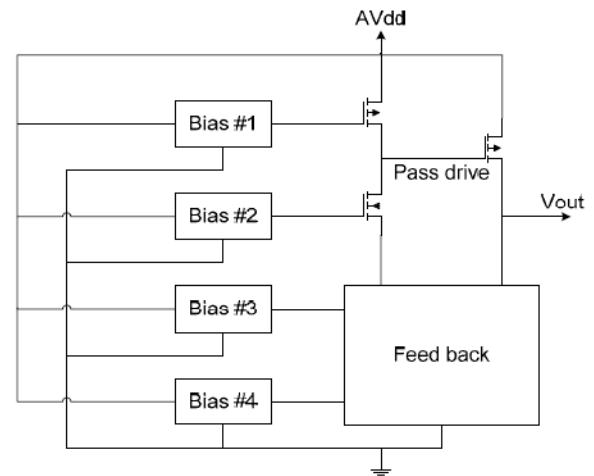 AVdd
Bias #1
Pass drive
Bias #2
Vout
Bias #3
Feed back
Bias #4